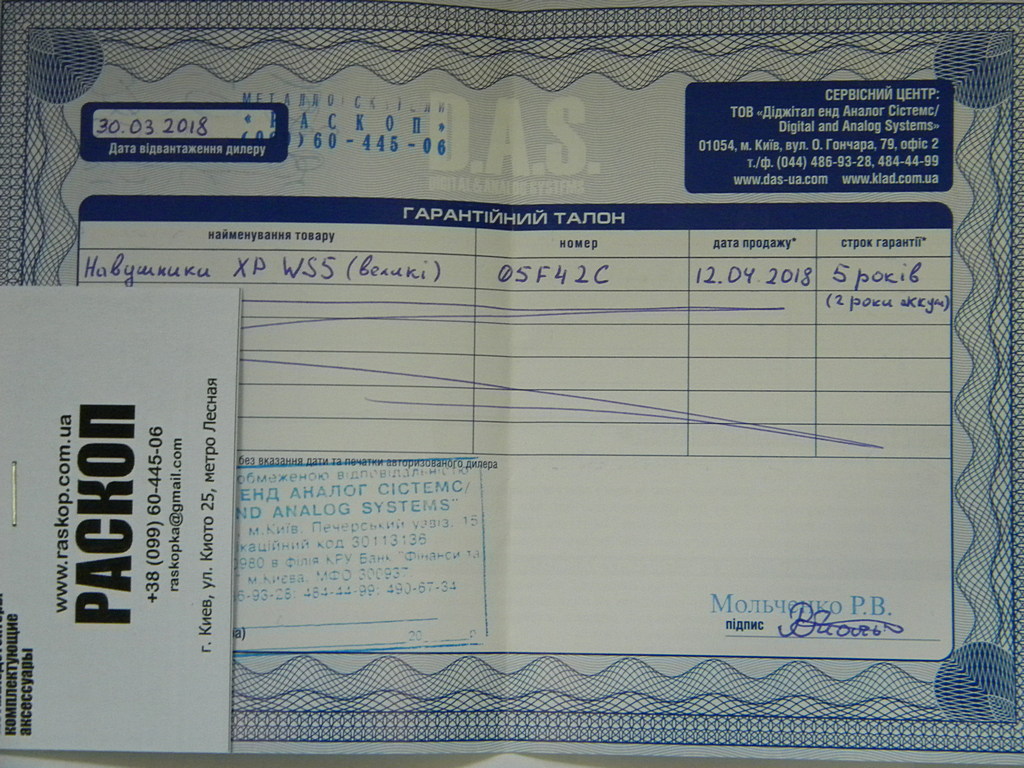 30.03 2018
Дата відвантаження дилеру
МЕТАЛЛОИСКАТЕЛИ
"РАСКОП"
60-445-06
D.A.S.
DIGITAL & ANALOG SYSTEMS
СЕРВІСНИЙ ЦЕНТР:
ТОВ «Діджітал енд Аналог Сістемс/
Digital and Analog Systems»
01054, м. Київ, вул. О. Гончара, 79, офіс 2
т./ф. (044) 486-93-28, 484-44-99
www.das-ua.com www.klad.com.ua
ГАРАНТІЙНИЙ ТАЛОН
найменування товару номер дата продажу* строк гарантії*
Навушники XP WS5 (великі) 05F42C 12.04.2018 5 років
(2 роки аккум)
без вказання дати та печатки авторизованого дилера
обмеженою відповідальністю
ЕНД АНАЛОГ СІСТЕМС/
ND ANALOG SYSTEMS"
м.Київ, Печерський узвіз, 15
каційний код 30113136
0980 в філія КРУ Банк "Фінанси та
м.Києва, МФО 300937
6-93-28; 484-44-99; 490-67-34
20 р
Мольченко Р.В.
підпис
www.raskop.com.ua
РАСКОП
+38 (099) 60-445-06
raskopka@gmail.com
г. Киев, ул. Киото 25, метро Лесная
комплектующие
аксессуары